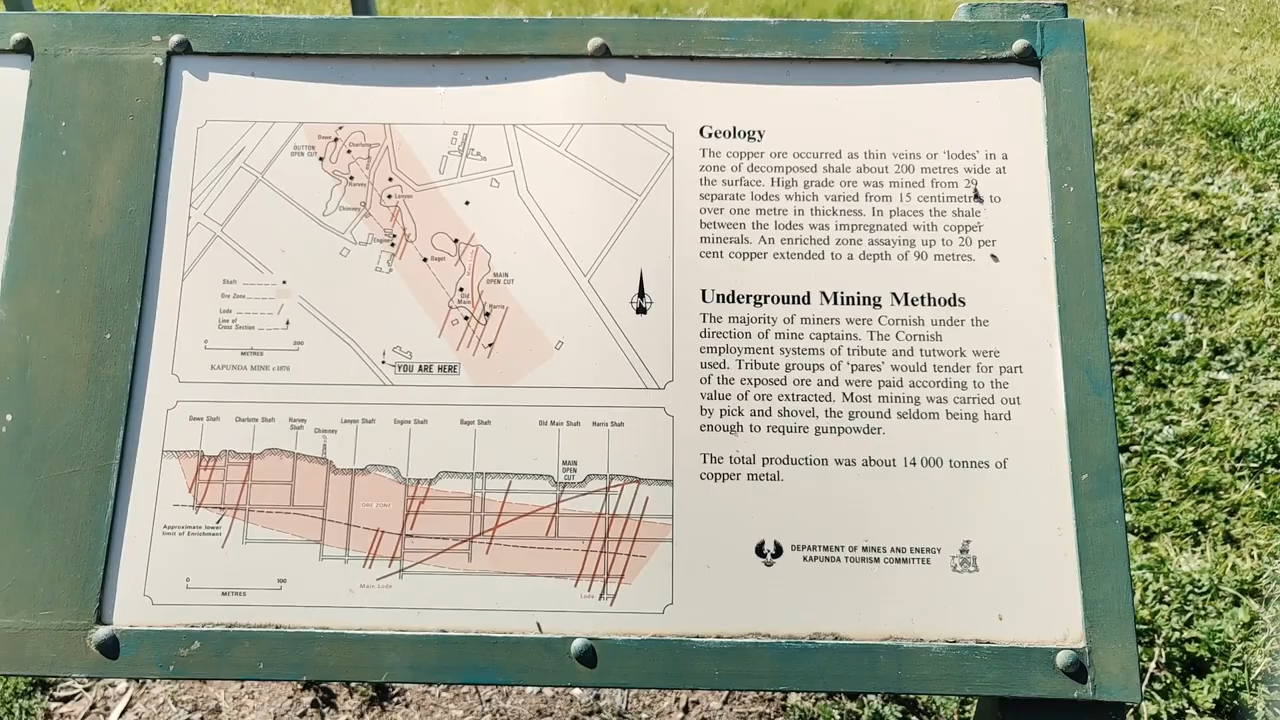 Dawe
Charlotte
DUTTON
OPEN CUT
Harvey
Lanyon
Chimney
Engine
Bagot
MAIN
OPEN CUT
Old
Main
Harris
Shaft
Ore Zone
Lode
Line of
Cross Section
0 200
METRES
KAPUNDA MINE c1876
YOU ARE HERE
N
Dawe Shaft Charlotte Shaft Harvey Shaft Chimney Lanyon Shaft Engine Shaft Bagot Shaft Old Main Shaft Harris Shaft
MAIN
OPEN
CUT
ORE ZONE
Approximate lower
limit of Enrichment
0 100
METRES
Main Lode
Lode
Geology
The copper ore occurred as thin veins or ‘lodes’ in a
zone of decomposed shale about 200 metres wide at
the surface. High grade ore was mined from 29
separate lodes which varied from 15 centimetres to
over one metre in thickness. In places the shale
between the lodes was impregnated with copper
minerals. An enriched zone assaying up to 20 per
cent copper extended to a depth of 90 metres.
Underground Mining Methods
The majority of miners were Cornish under the
direction of mine captains. The Cornish
employment systems of tribute and tutwork were
used. Tribute groups of ‘pares’ would tender for part
of the exposed ore and were paid according to the
value of ore extracted. Most mining was carried out
by pick and shovel, the ground seldom being hard
enough to require gunpowder.
The total production was about 14 000 tonnes of
copper metal.
DEPARTMENT OF MINES AND ENERGY
KAPUNDA TOURISM COMMITTEE